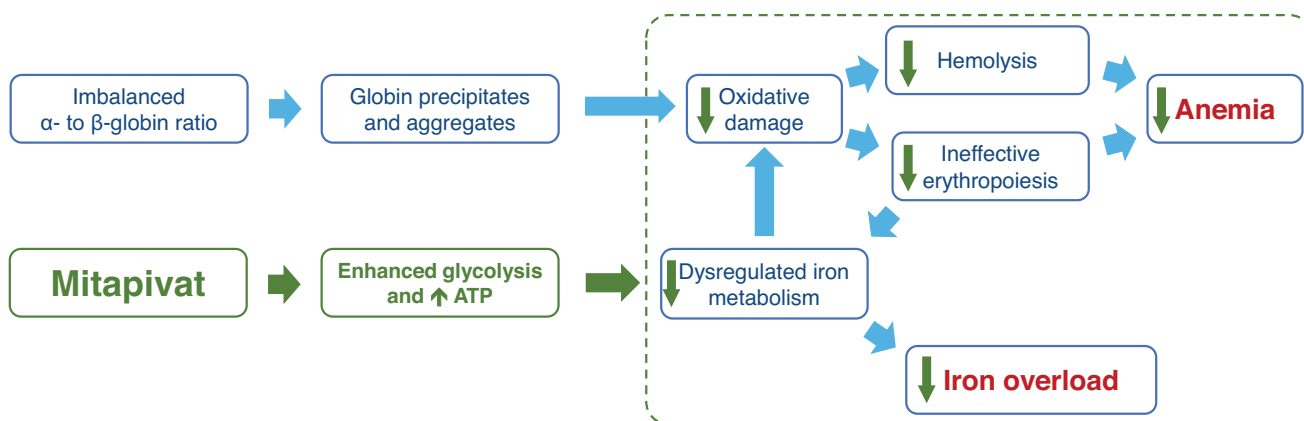 Imbalanced
α- to β-globin ratio
Globin precipitates
and aggregates
Oxidative
damage
Hemolysis
Ineffective
erythropoiesis
Anemia
Mitapivat
Enhanced glycolysis
and ↑ ATP
Dysregulated iron
metabolism
Iron overload